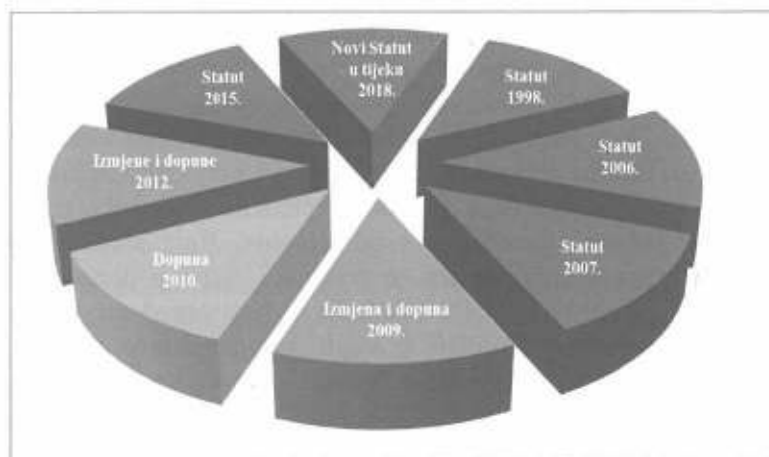 Novi Statut
u tijeku
2018.
Statut
1998.
Statut
2006.
Statut
2007.
Izmjena i dopuna
2009.
Dopuna
2010.
Izmjene i dopune
2012.
Statut
2015.